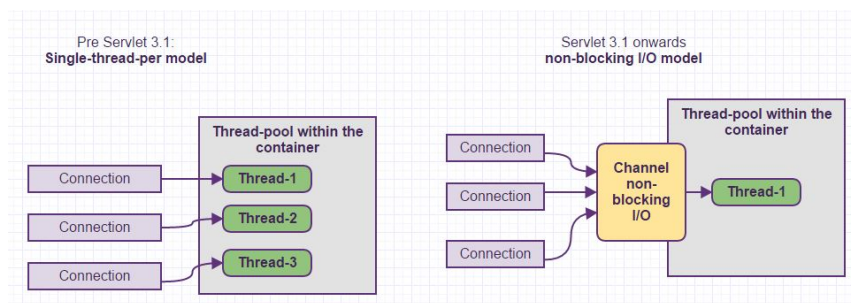 Pre Servlet 3.1:
Single-thread-per model
Thread-pool within the
container
Connection
Thread-1
Connection
Thread-2
Connection
Thread-3
Servlet 3.1 onwards
non-blocking I/O model
Thread-pool within the
container
Connection
Connection
Connection
Channel
non-
blocking
I/O
Thread-1